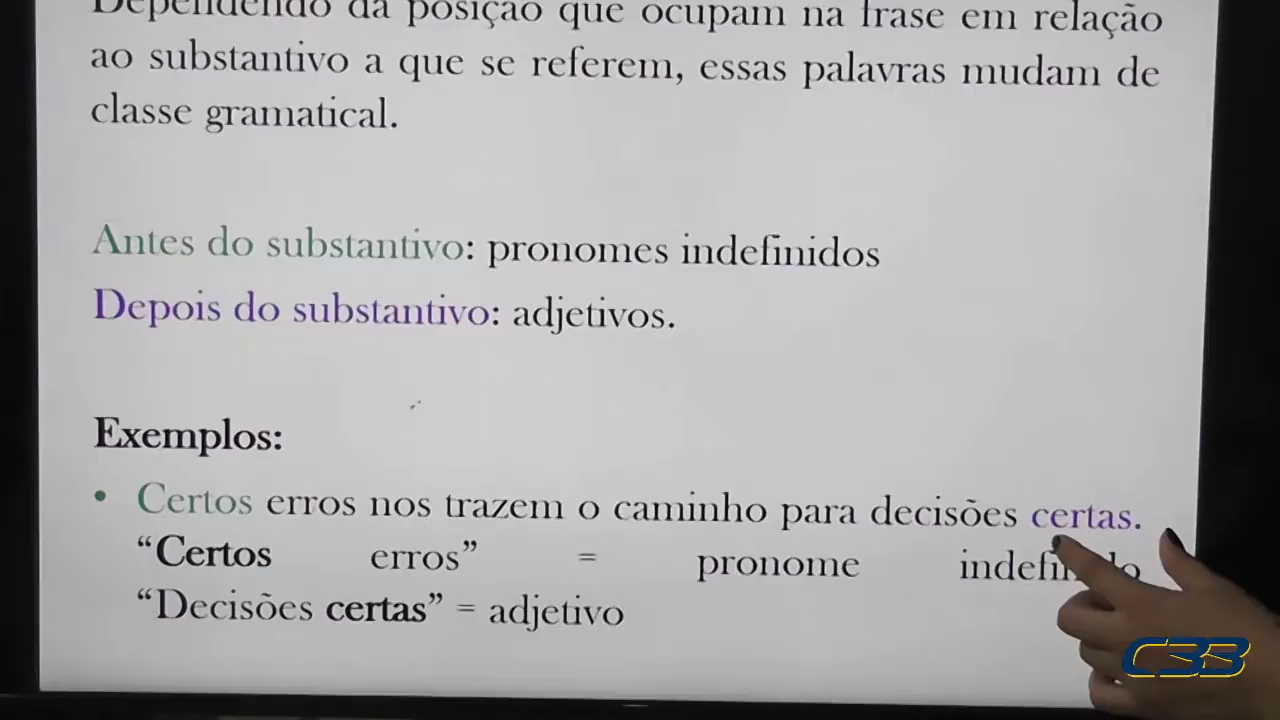 Dependendo da posição que ocupam na frase em relação
ao substantivo a que se referem, essas palavras mudam de
classe gramatical.
Antes do substantivo: pronomes indefinidos
Depois do substantivo: adjetivos.
Exemplos:
• Certos erros nos trazem o caminho para decisões certas.
“Certos erros” = pronome indefinido
“Decisões certas” = adjetivo
C33